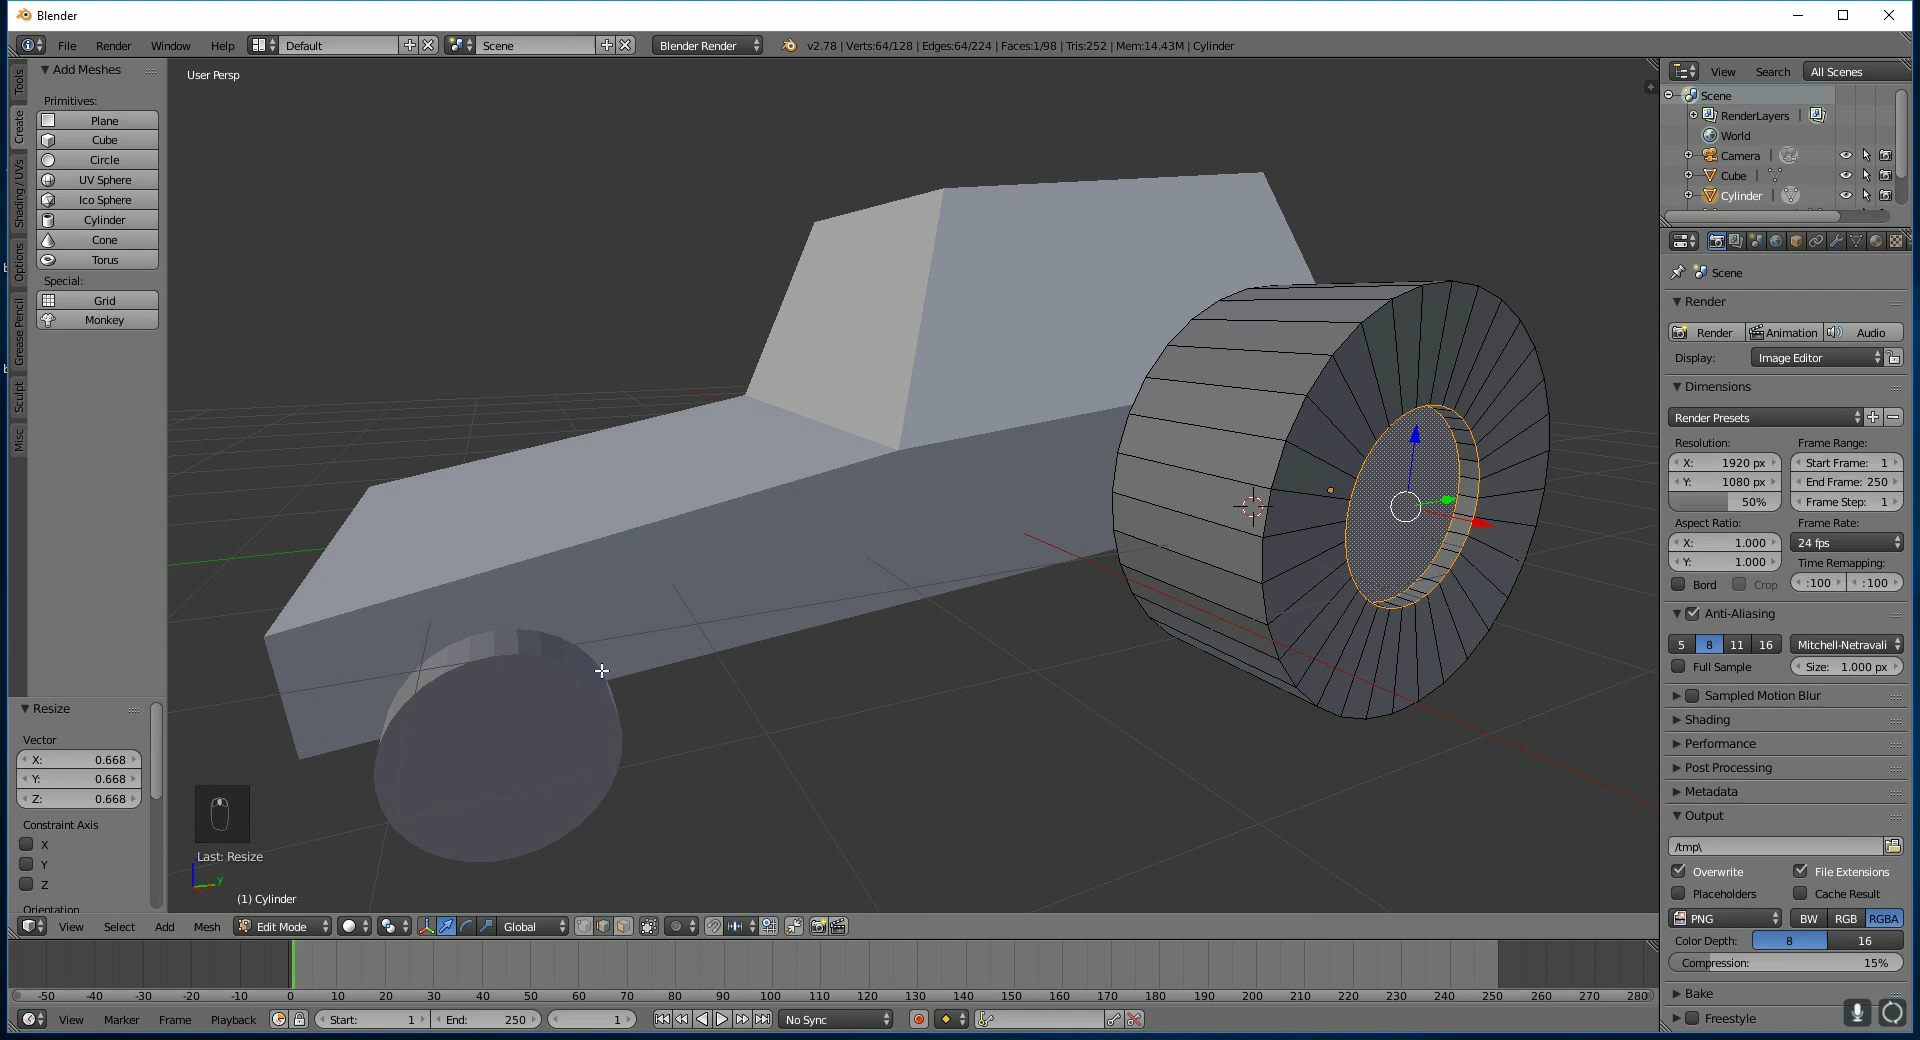 Blender
File Render Window Help Default Scene Blender Render v2.78 | Verts:64/128 | Edges:64/224 | Faces:1/98 | Tris:252 | Mem:14.43M | Cylinder
Tools
Create
Shading / UVs
Options
Grease Pencil
Sculpt
Misc
Add Meshes
Primitives:
Plane
Cube
Circle
UV Sphere
Ico Sphere
Cylinder
Cone
Torus
Special:
Grid
Monkey
Resize
Vector
X: 0.668
Y: 0.668
Z: 0.668
Constraint Axis
X
Y
Z
Orientation
User Persp
Last: Resize
y
(1) Cylinder
View Select Add Mesh Edit Mode Global
-50 -40 -30 -20 -10 0 10 20 30 40 50 60 70 80 90 100 110 120 130 140 150 160 170 180 190 200 210 220 230 240 250 260 270 280
View Marker Frame Playback Start: 1 End: 250 1 No Sync
View Search All Scenes
Scene
RenderLayers |
World
Camera |
Cube |
Cylinder |
Scene
Render
Render Animation Audio
Display: Image Editor
Dimensions
Render Presets
Resolution: Frame Range:
X: 1920 px Start Frame: 1
Y: 1080 px End Frame: 250
50% Frame Step: 1
Aspect Ratio: Frame Rate:
X: 1.000 24 fps
Y: 1.000 Time Remapping:
Bord Crop :100 :100
Anti-Aliasing
5 8 11 16 Mitchell-Netravali
Full Sample Size: 1.000 px
Sampled Motion Blur
Shading
Performance
Post Processing
Metadata
Output
/tmp\
Overwrite File Extensions
Placeholders Cache Result
PNG BW RGB RGBA
Color Depth: 8 16
Compression: 15%
Bake
Freestyle